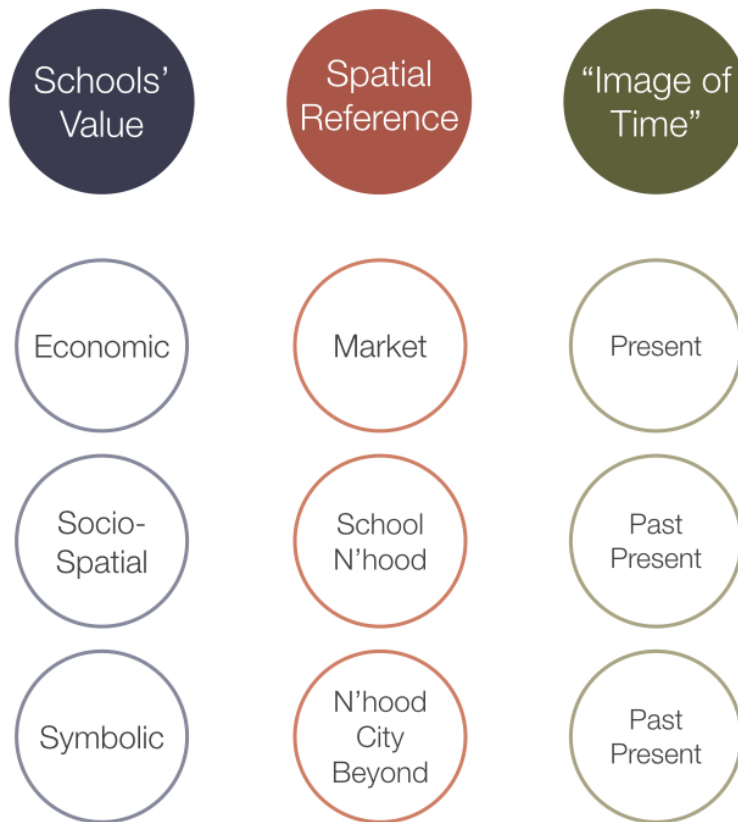 Schools’
Value
Spatial
Reference
“Image of
Time”
Economic
Market
Present
Socio-
Spatial
School
N’hood
Past
Present
Symbolic
N’hood
City
Beyond
Past
Present